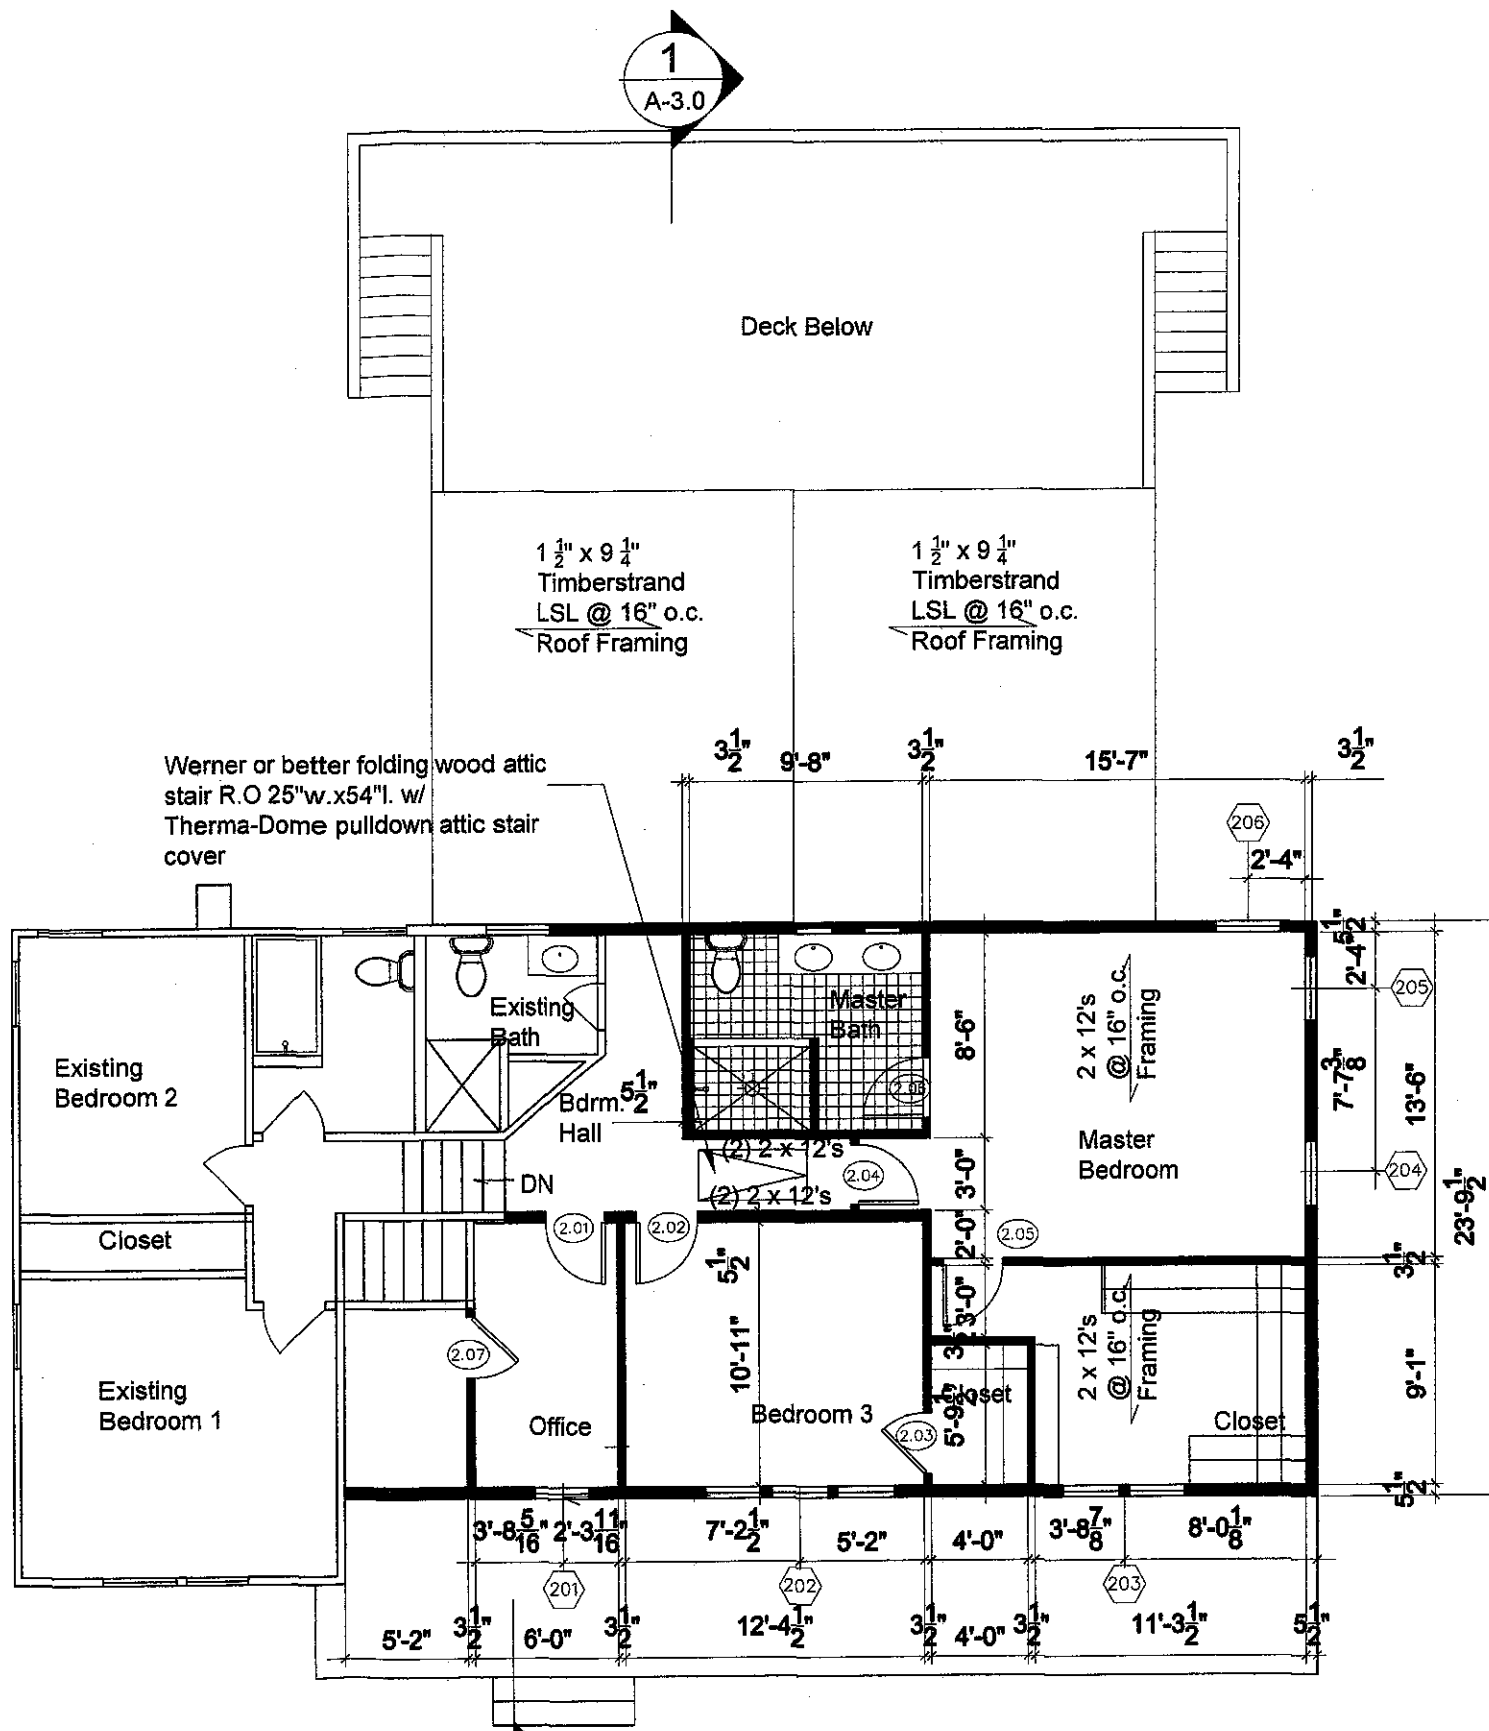 1
A-3.0
Deck Below
1 1/2" x 9 1/4"
Timberstrand
LSL @ 16" o.c.
Roof Framing
1 1/2" x 9 1/4"
Timberstrand
LSL @ 16" o.c.
Roof Framing
3 1/2" 9'-8" 3 1/2" 15'-7" 3 1/2"
Werner or better folding wood attic
stair R.O 25"w.x54"l. w/
Therma-Dome pulldown attic stair
cover
206
2'-4"
5 1/2"
2'-4"
205
7'-7 3/8"
13'-6"
204
23'-9 1/2"
3 1/2"
9'-1"
5 1/2"
Existing
Bedroom 2
Existing
Bath
Master
Bath
2.06
8'-6"
2 x 12's
@ 16" o.c.
Framing
Bdrm.
Hall
5 1/2"
(2) 2 x 12's
(2) 2 x 12's
2.04
3'-0"
Master
Bedroom
DN
Closet
2.01
2.02
5 1/2"
2'-0"
2.05
3'-0"
2 x 12's
@ 16" o.c.
Framing
2.07
10'-11"
Existing
Bedroom 1
Office
Bedroom 3
2.03
5'-9 1/2"
Closet
Closet
3'-8 5/16" 2'-3 11/16" 7'-2 1/2" 5'-2" 4'-0" 3'-8 7/8" 8'-0 1/8"
201
202
203
5'-2" 3 1/2" 6'-0" 3 1/2" 12'-4 1/2" 3 1/2" 4'-0" 3 1/2" 11'-3 1/2" 5 1/2"